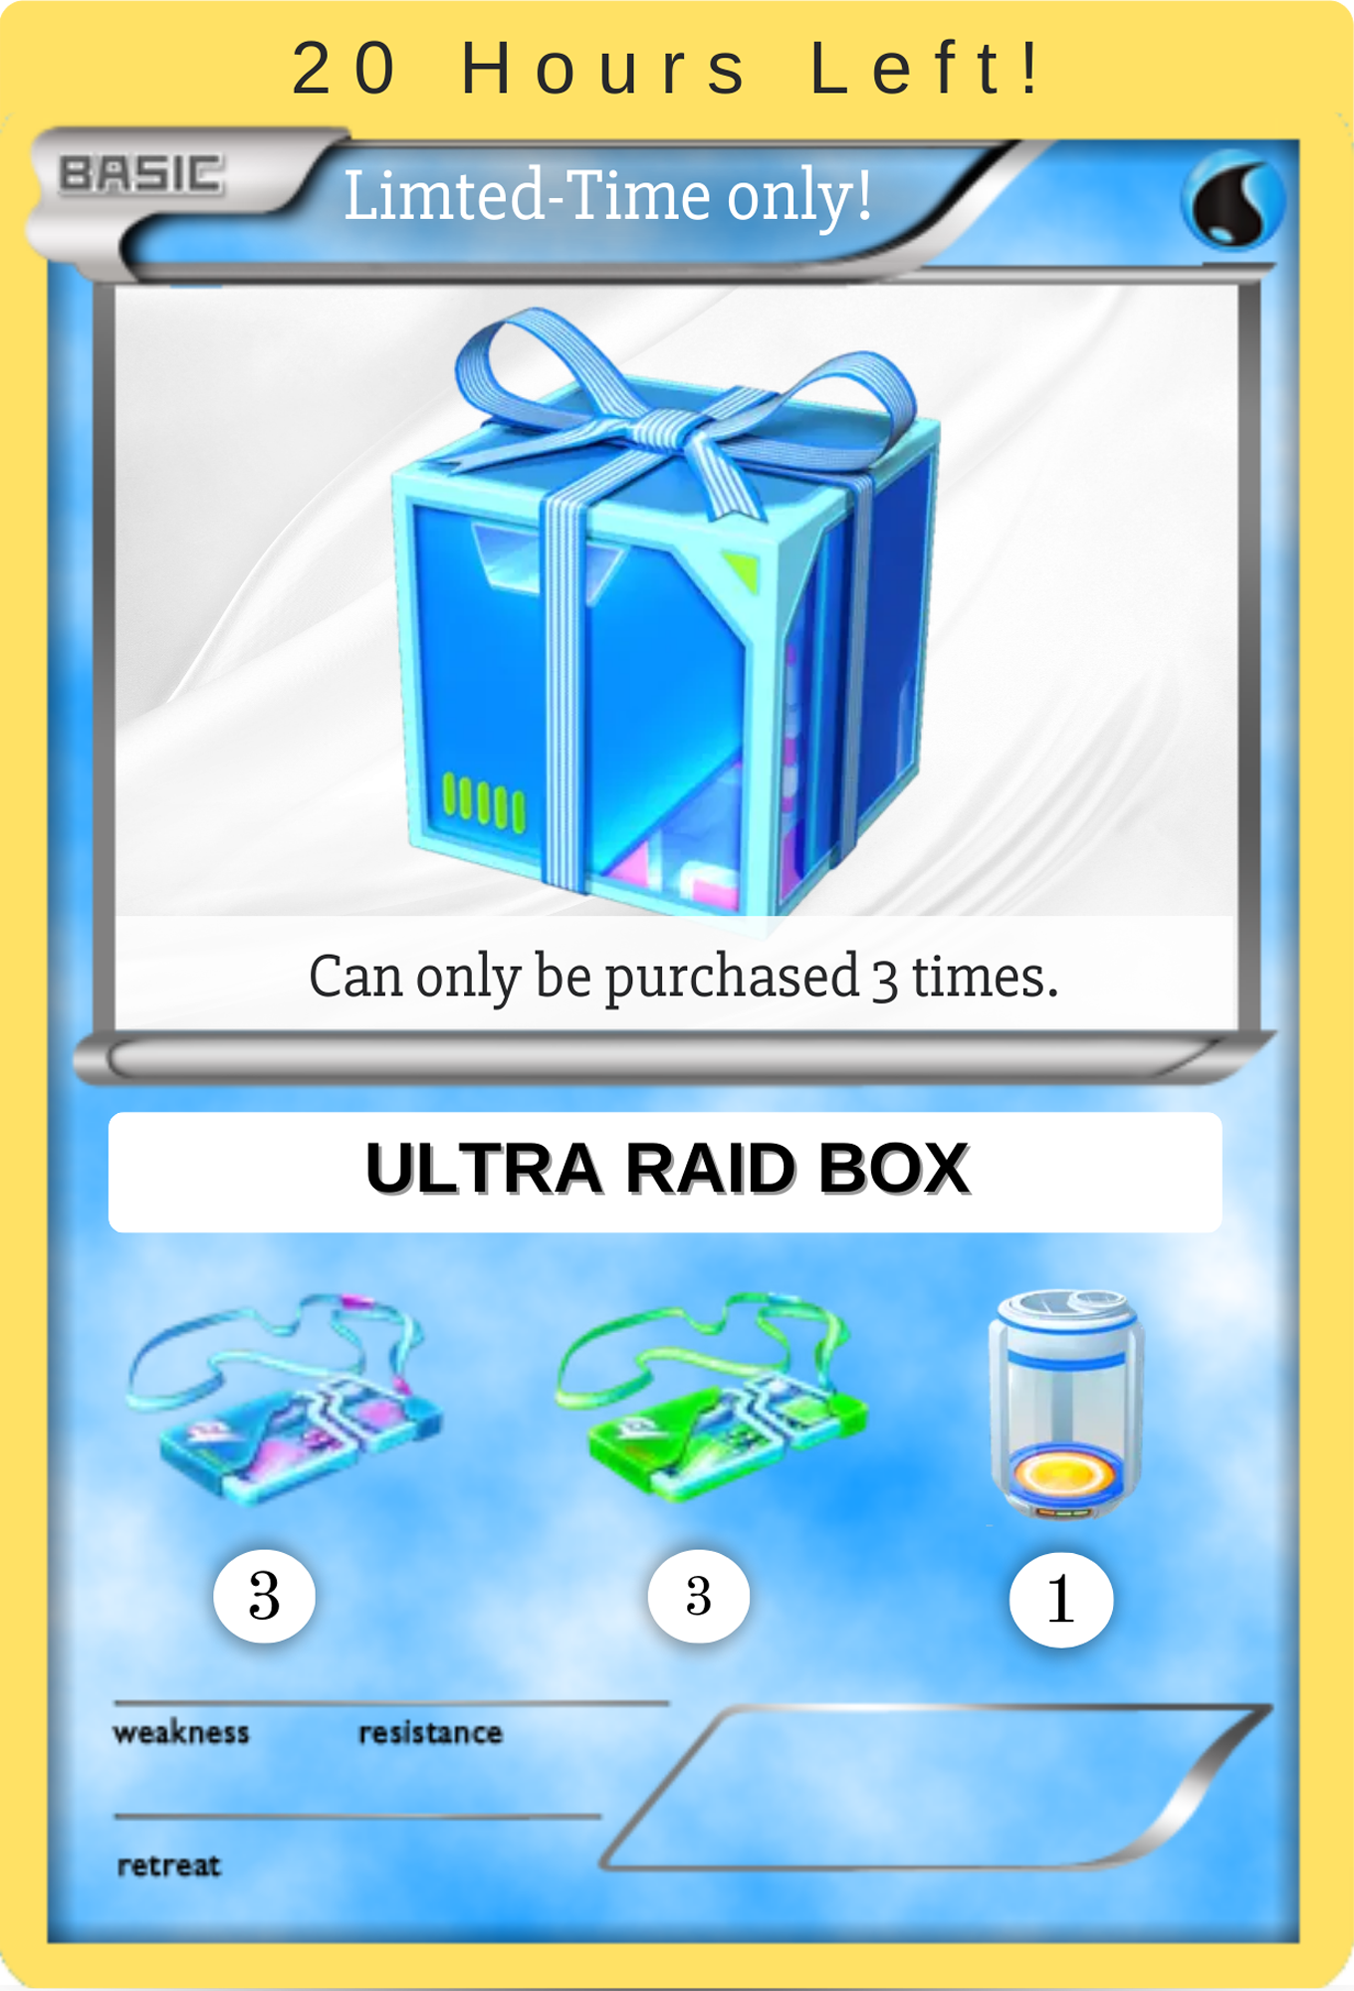 20 Hours Left!
BASIC
Limted-Time only!
Can only be purchased 3 times.
ULTRA RAID BOX
3 3 1
weakness resistance
retreat